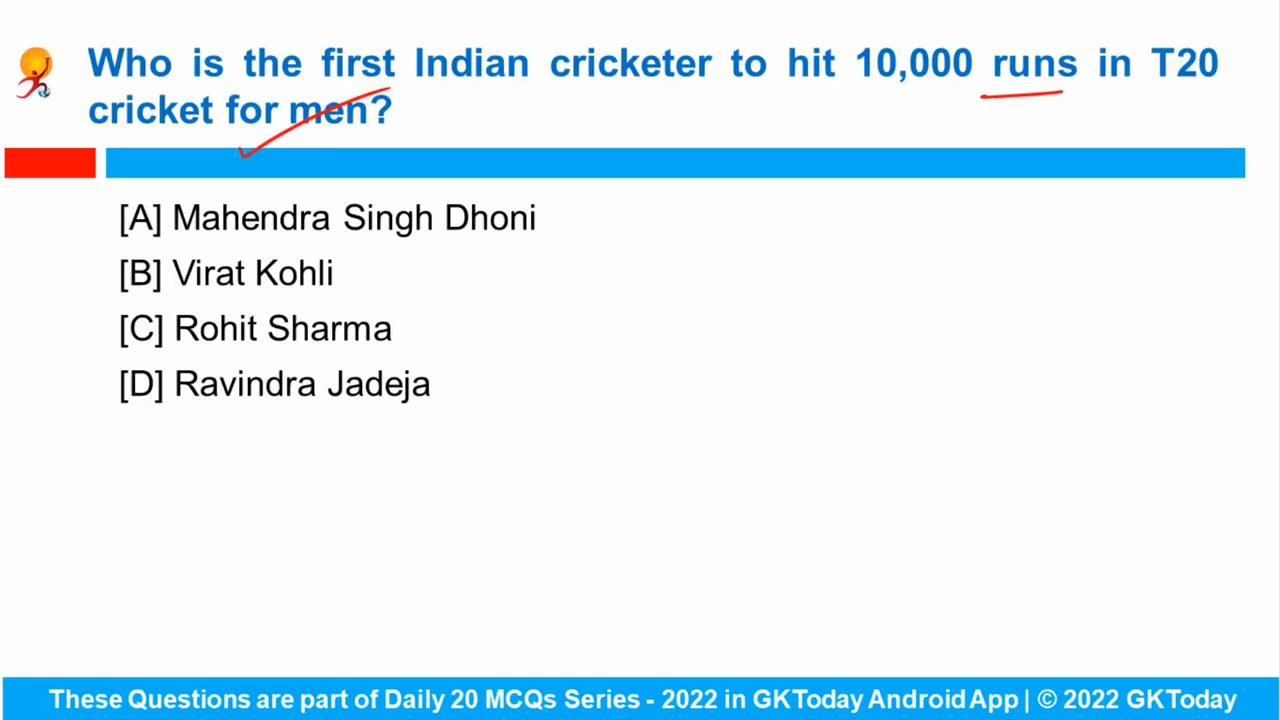 Who is the first Indian cricketer to hit 10,000 runs in T20
cricket for men?
[A] Mahendra Singh Dhoni
[B] Virat Kohli
[C] Rohit Sharma
[D] Ravindra Jadeja
These Questions are part of Daily 20 MCQs Series - 2022 in GKToday Android App | © 2022 GKToday